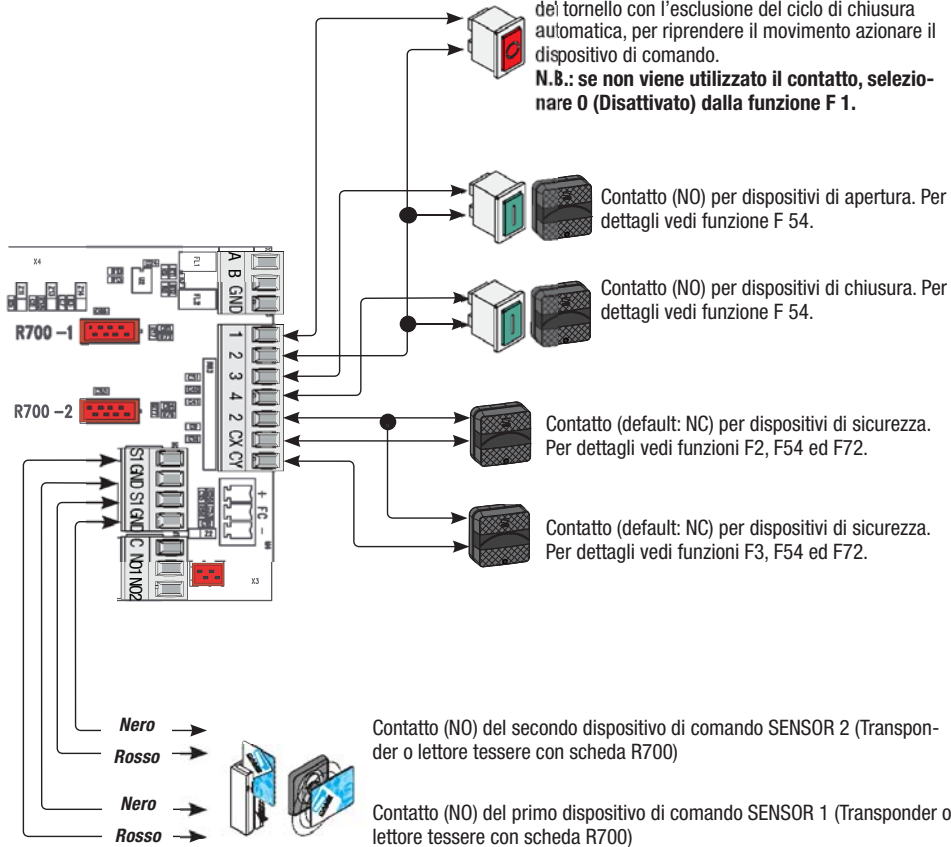 del tornello con l'esclusione del ciclo di chiusura
automatica, per riprendere il movimento azionare il
dispositivo di comando.
N.B.: se non viene utilizzato il contatto, selezio-
nare 0 (Disattivato) dalla funzione F 1.
Contatto (NO) per dispositivi di apertura. Per
dettagli vedi funzione F 54.
Contatto (NO) per dispositivi di chiusura. Per
dettagli vedi funzione F 54.
X4
FL1
FL2
A B GND
R700 –1
1 2 3 4 2 CX CY
R700 –2
Contatto (default: NC) per dispositivi di sicurezza.
Per dettagli vedi funzioni F2, F54 ed F72.
S1 GND S1 GND
+ FC -
Contatto (default: NC) per dispositivi di sicurezza.
Per dettagli vedi funzioni F3, F54 ed F72.
C NO1 NO2
X3
Nero
Rosso
Contatto (NO) del secondo dispositivo di comando SENSOR 2 (Transpon-
der o lettore tessere con scheda R700)
Nero
Rosso
Contatto (NO) del primo dispositivo di comando SENSOR 1 (Transponder o
lettore tessere con scheda R700)